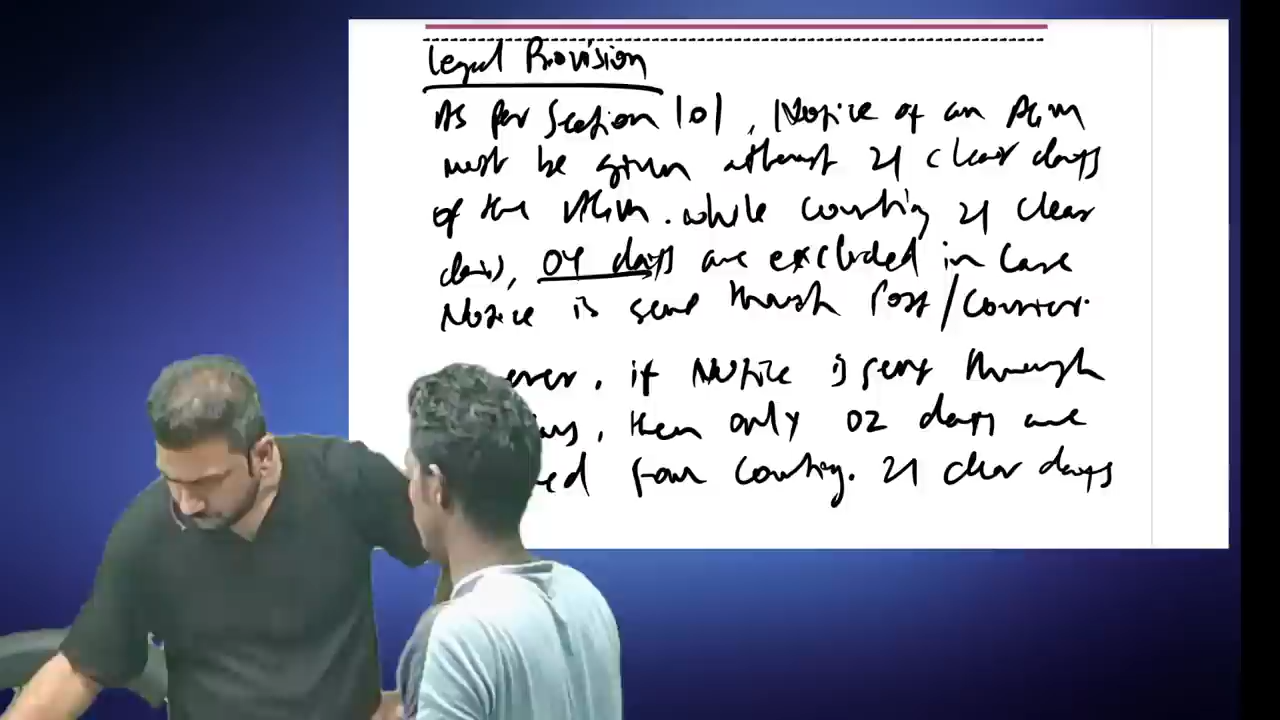 Legal Provision
As per Section 101, Notice of an AGM
must be given atleast 21 clear days
of the AGM. while counting 21 clear
days, 04 days are excluded in case
Notice is send through Post/Courier.
ever, if Notice is sent through
then only 02 days are
ed from counting. 21 clear days